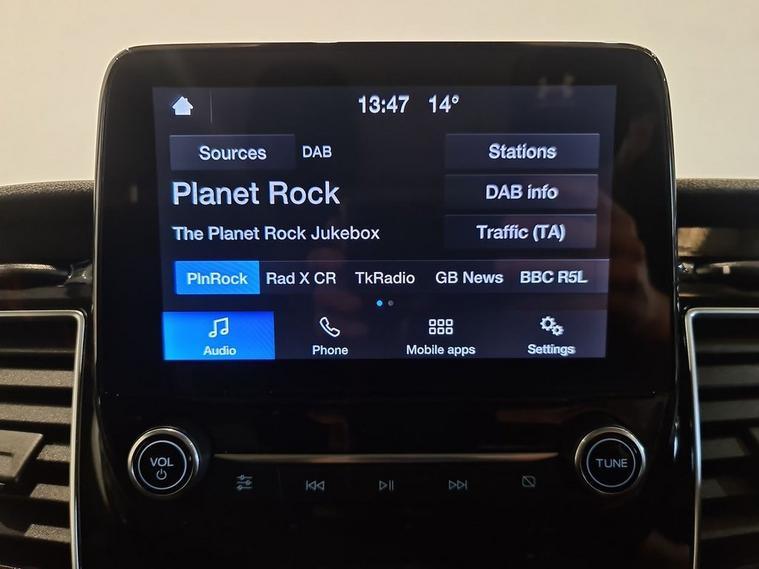 13:47 14°
Sources DAB Stations
Planet Rock DAB info
The Planet Rock Jukebox Traffic (TA)
PlnRock Rad X CR TkRadio GB News BBC R5L
Audio Phone Mobile apps Settings
VOL TUNE